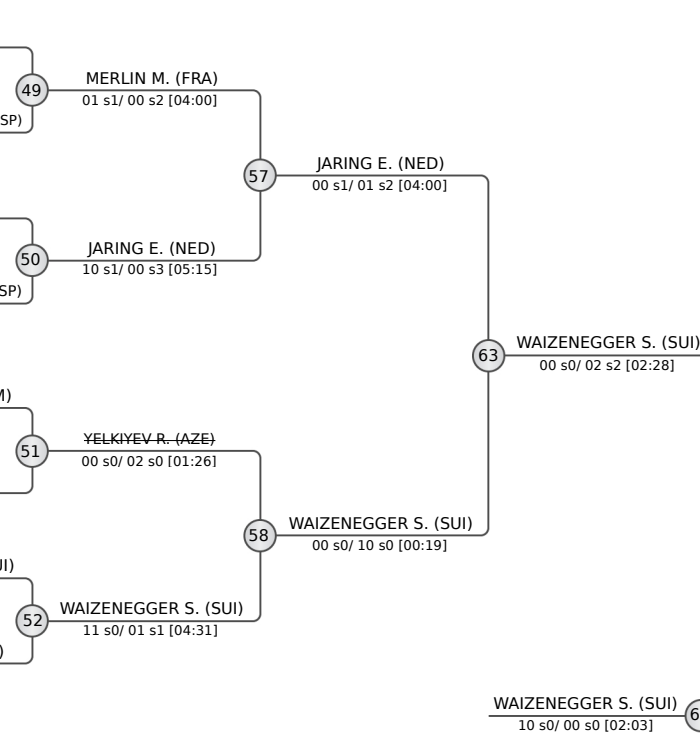 MERLIN M. (FRA)
49
01 s1/ 00 s2 [04:00]
SP)
JARING E. (NED)
57
00 s1/ 01 s2 [04:00]
JARING E. (NED)
50
10 s1/ 00 s3 [05:15]
SP)
WAIZENEGGER S. (SUI)
63
00 s0/ 02 s2 [02:28]
M)
YELKIYEV R. (AZE)
51
00 s0/ 02 s0 [01:26]
WAIZENEGGER S. (SUI)
58
00 s0/ 10 s0 [00:19]
UI)
WAIZENEGGER S. (SUI)
52
11 s0/ 01 s1 [04:31]
)
WAIZENEGGER S. (SUI)
6
10 s0/ 00 s0 [02:03]